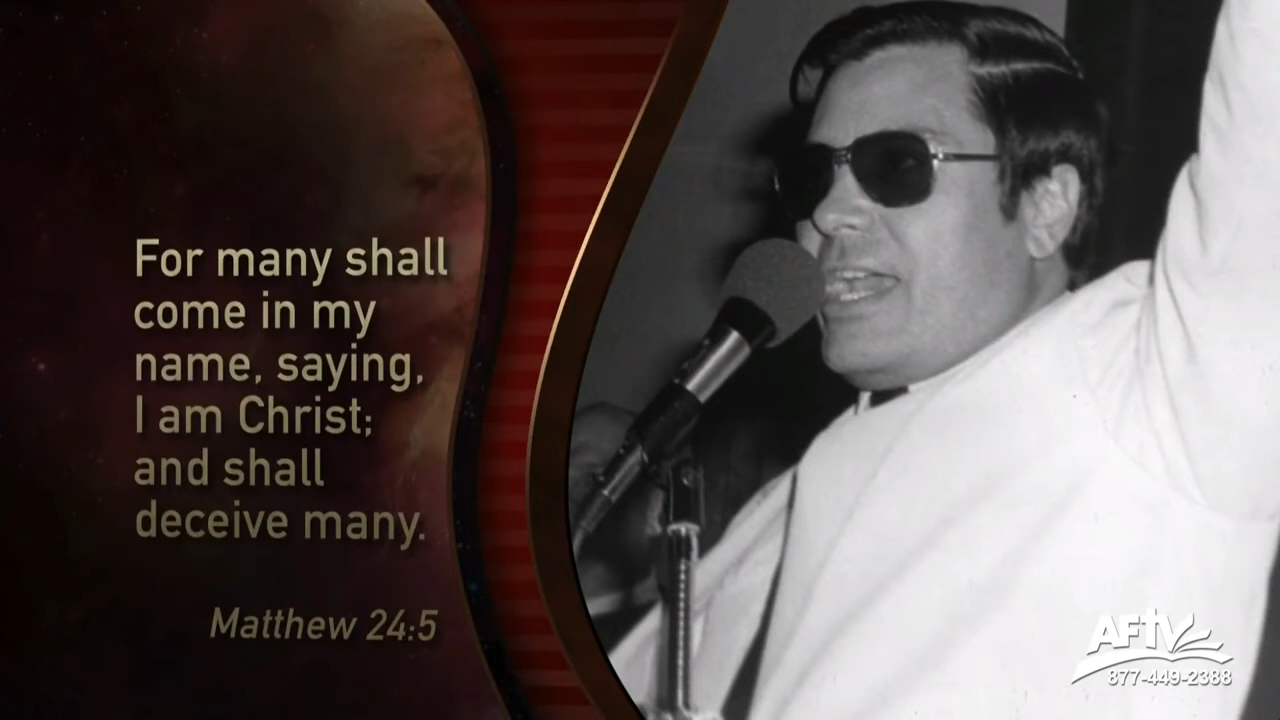 For many shall
come in my
name, saying,
I am Christ;
and shall
deceive many.
Matthew 24:5
AFtv
877-449-2388